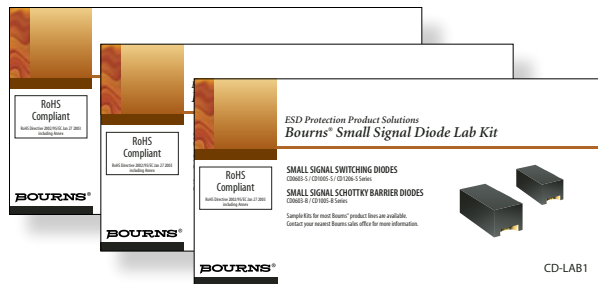 RoHS
Compliant
RoHS Directive 2002/95/EC Jan 27 2003
including Annex
BOURNS®
RoHS
Compliant
RoHS Directive 2002/95/EC Jan 27 2003
including Annex
BOURNS®
RoHS
Compliant
RoHS Directive 2002/95/EC Jan 27 2003
including Annex
BOURNS®
ESD Protection Product Solutions
Bourns® Small Signal Diode Lab Kit
SMALL SIGNAL SWITCHING DIODES
CD0603-S / CD1005-S / CD1206-S Series
SMALL SIGNAL SCHOTTKY BARRIER DIODES
CD0603-B / CD1005-B Series
Sample Kits for most Bourns® product lines are available.
Contact your nearest Bourns sales office for more information.
CD-LAB1